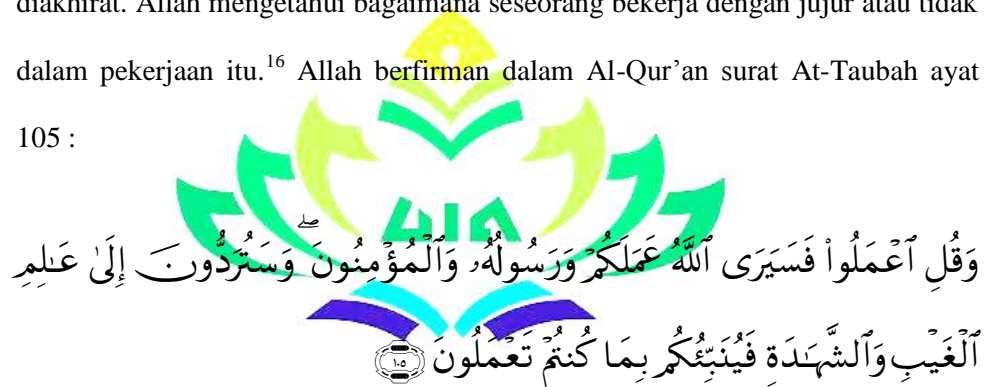 diakhirat. Allah mengetahui bagaimana seseorang bekerja dengan jujur atau tidak
dalam pekerjaan itu.16 Allah berfirman dalam Al-Qur’an surat At-Taubah ayat
105 :
وَقُلِ ٱعْمَلُوا۟ فَسَيَرَى ٱللَّهُ عَمَلَكُمْ وَرَسُولُهُۥ وَٱلْمُؤْمِنُونَ ۖ وَسَتُرَدُّونَ إِلَىٰ عَـٰلِمِ
ٱلْغَيْبِ وَٱلشَّهَـٰدَةِ فَيُنَبِّئُكُم بِمَا كُنتُمْ تَعْمَلُونَ ﴿١٠٥﴾